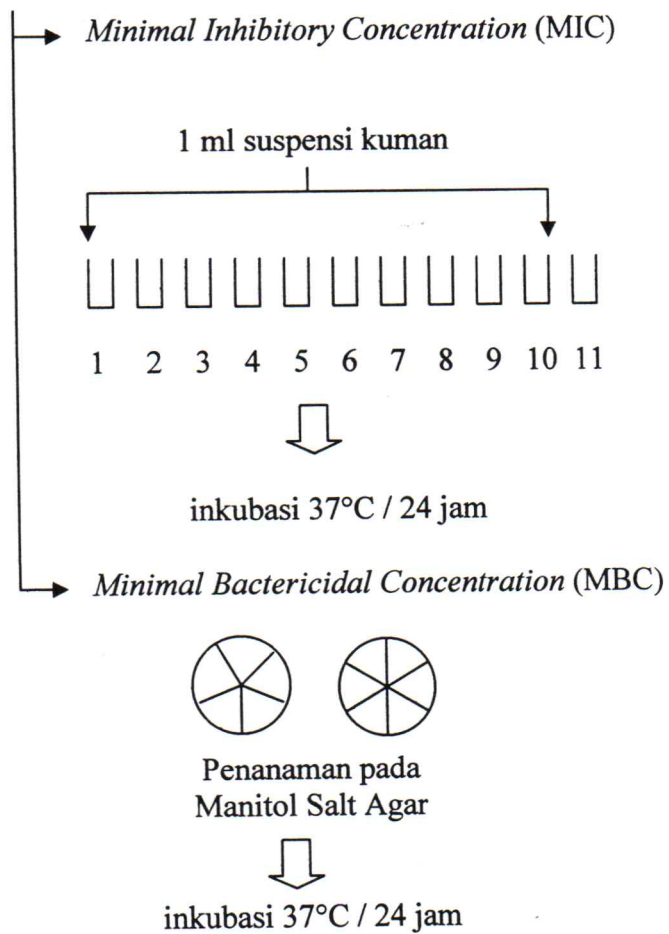 Minimal Inhibitory Concentration (MIC)
1 ml suspensi kuman
1 2 3 4 5 6 7 8 9 10 11
inkubasi 37°C / 24 jam
Minimal Bactericidal Concentration (MBC)
Penanaman pada
Manitol Salt Agar
inkubasi 37°C / 24 jam